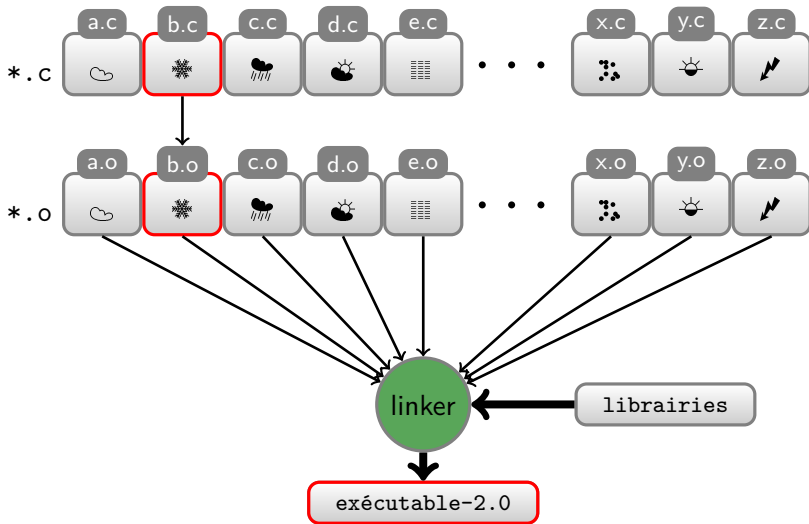 a.c b.c c.c d.c e.c x.c y.c z.c
*.c
a.o b.o c.o d.o e.o x.o y.o z.o
*.o
linker
librairies
exécutable-2.0